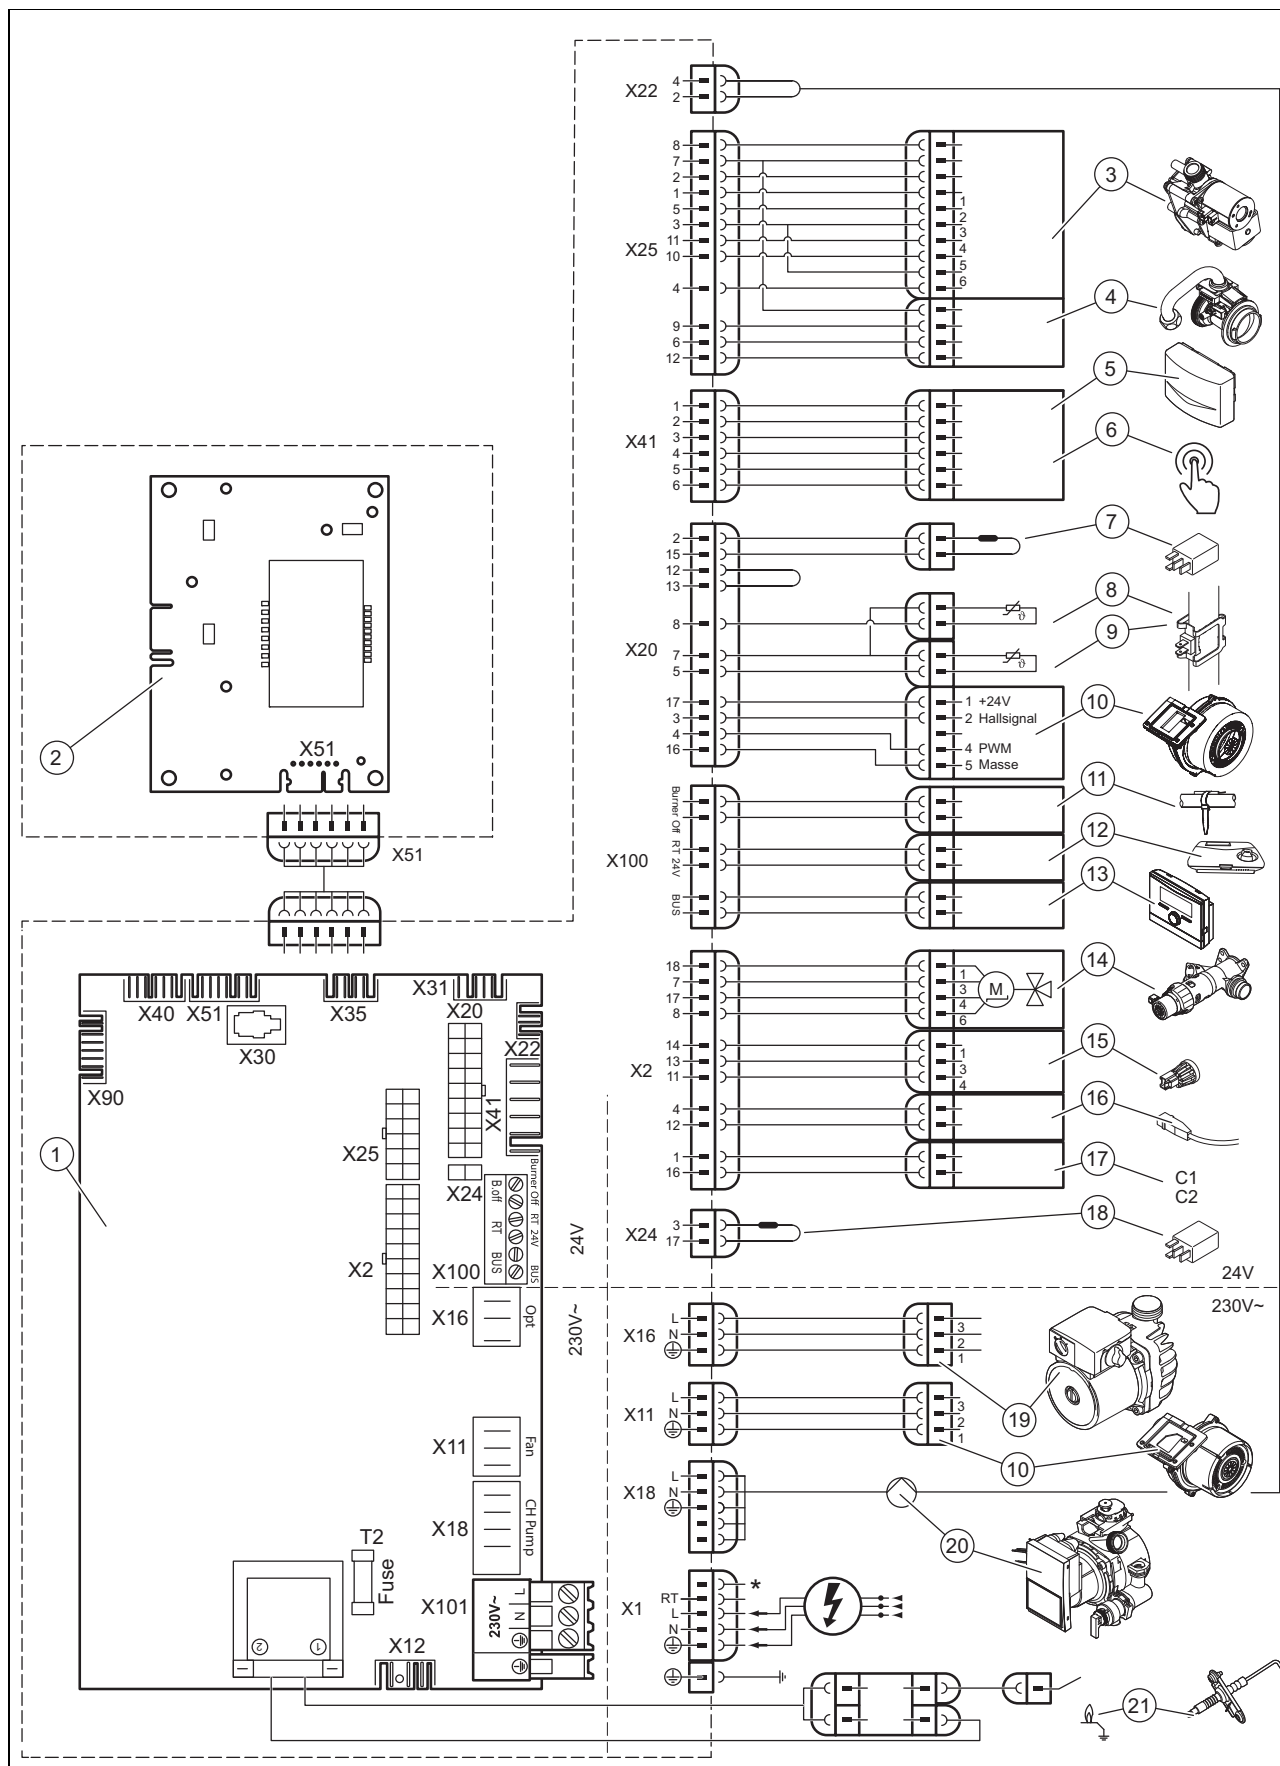 X22
4
2
X25
8
7
2
1
5
3
11
10
4
9
6
12
1
2
3
4
5
6
3
4
X41
1
2
3
4
5
6
5
6
X20
2
15
12
13
8
7
5
17
3
4
16
ϑ
ϑ
1 +24V
2 Hallsignal
4 PWM
5 Masse
7
8
9
10
X100
Burner Off
RT 24V
BUS
11
12
13
X2
18
7
17
8
14
13
11
4
12
1
16
1
3
4
6
M
1
3
4
14
15
16
17
C1
C2
X24
3
17
18
24V
230V~
X16
L
N
3
2
1
19
X11
L
N
3
2
1
10
X18
L
N
20
X1
RT
L
N
*
21
2
X51
X51
1
X40
X51
X35
X31
X20
X30
X22
X90
X41
X25
X24
X2
X100
B.off
RT
BUS
Burner Off
RT 24V
BUS
24V
230V~
X16
Opt
X11
Fan
X18
CH Pump
T2
Fuse
X101
230V~
L
N
X12
2
1